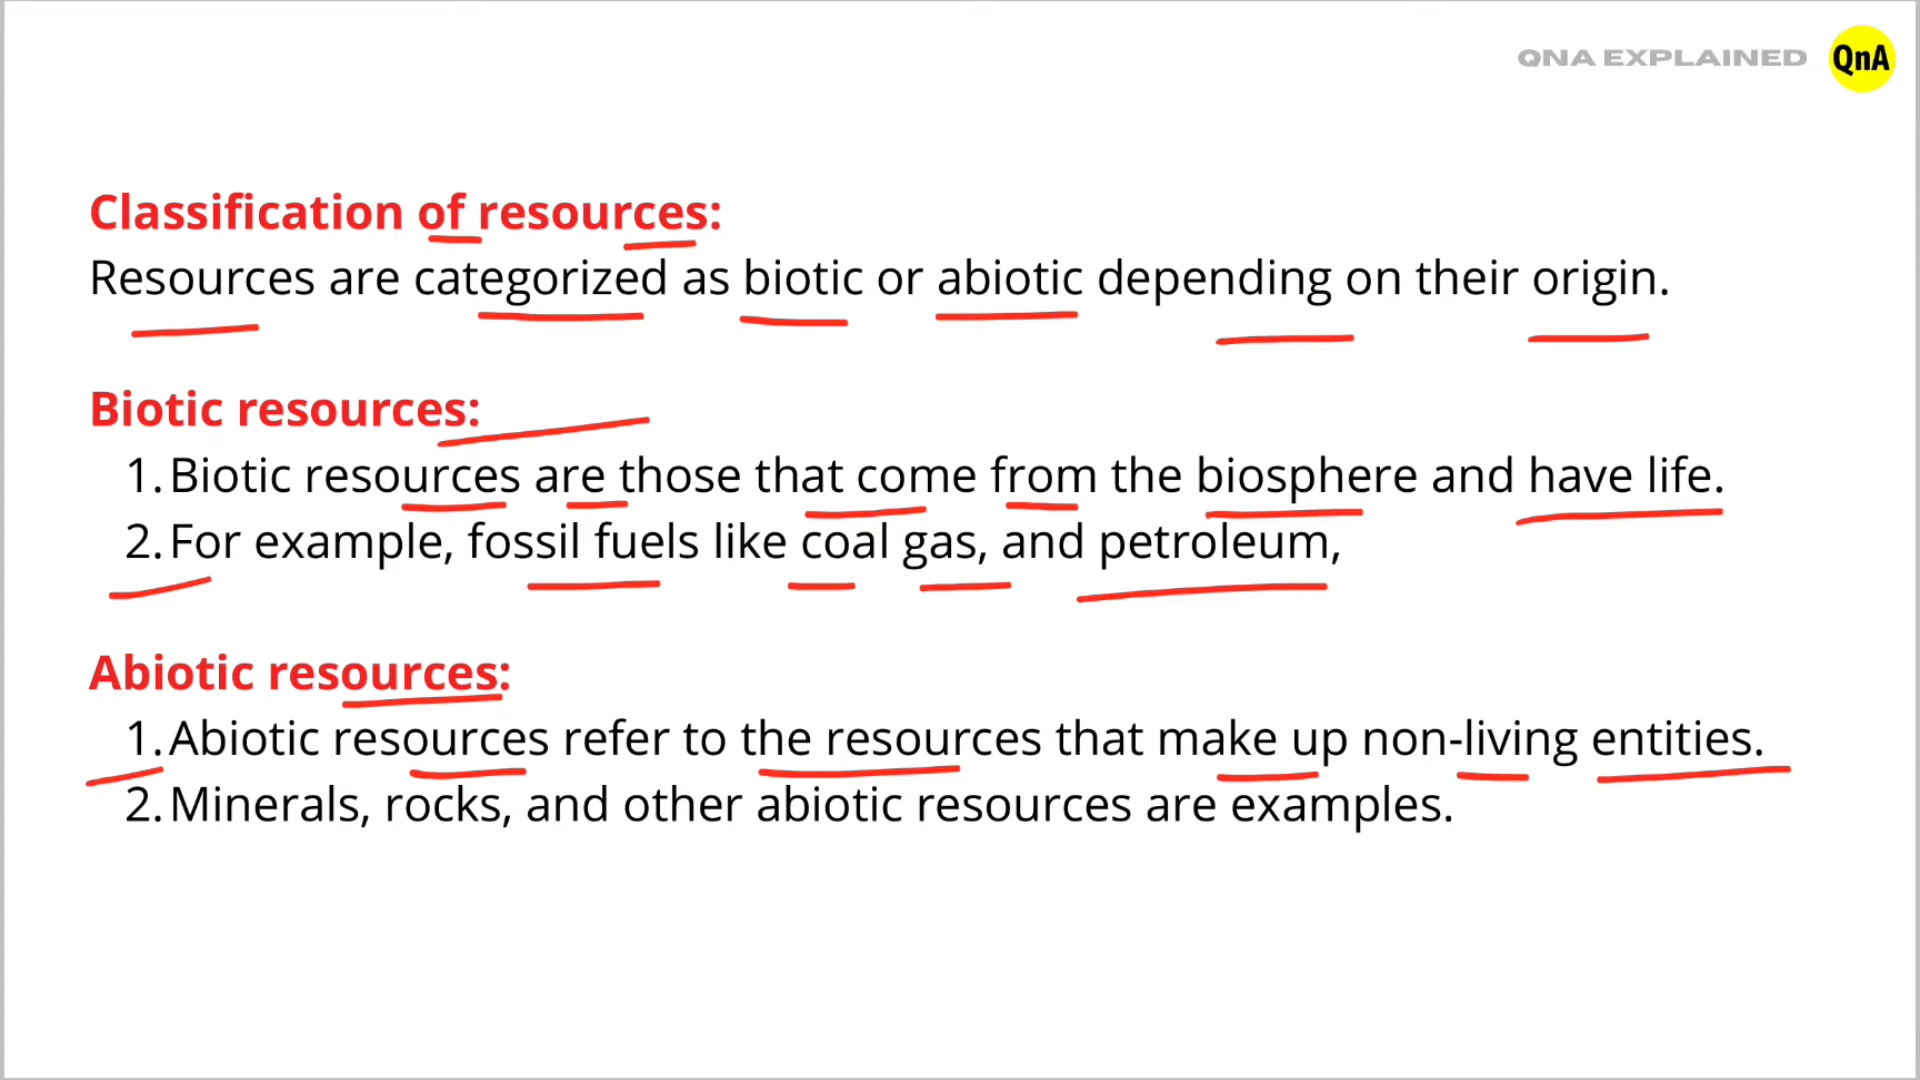 QNA EXPLAINED QnA
Classification of resources:
Resources are categorized as biotic or abiotic depending on their origin.
Biotic resources:
1. Biotic resources are those that come from the biosphere and have life.
2. For example, fossil fuels like coal gas, and petroleum,
Abiotic resources:
1. Abiotic resources refer to the resources that make up non-living entities.
2. Minerals, rocks, and other abiotic resources are examples.